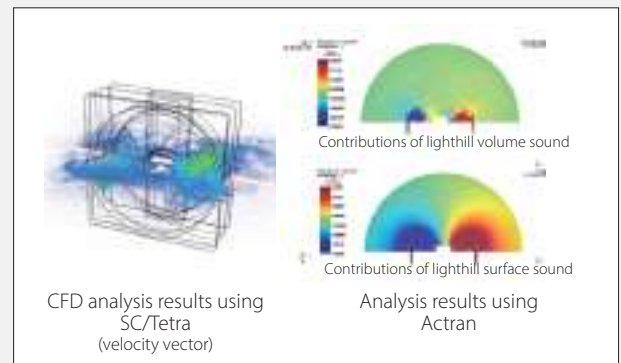 Contributions of lighthill volume sound
Contributions of lighthill surface sound
CFD analysis results using
SC/Tetra
(velocity vector)
Analysis results using
Actran